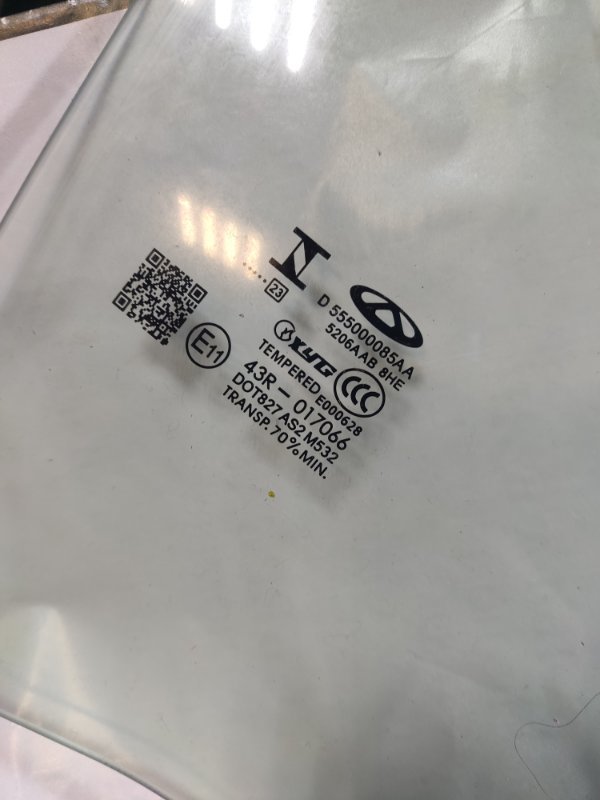 23
D 555000085AA
5206AAB 8HE
XYG
TEMPERED E000628
CCC
E11
43R - 017066
DOT827 AS2 M532
TRANSP. 70% MIN.